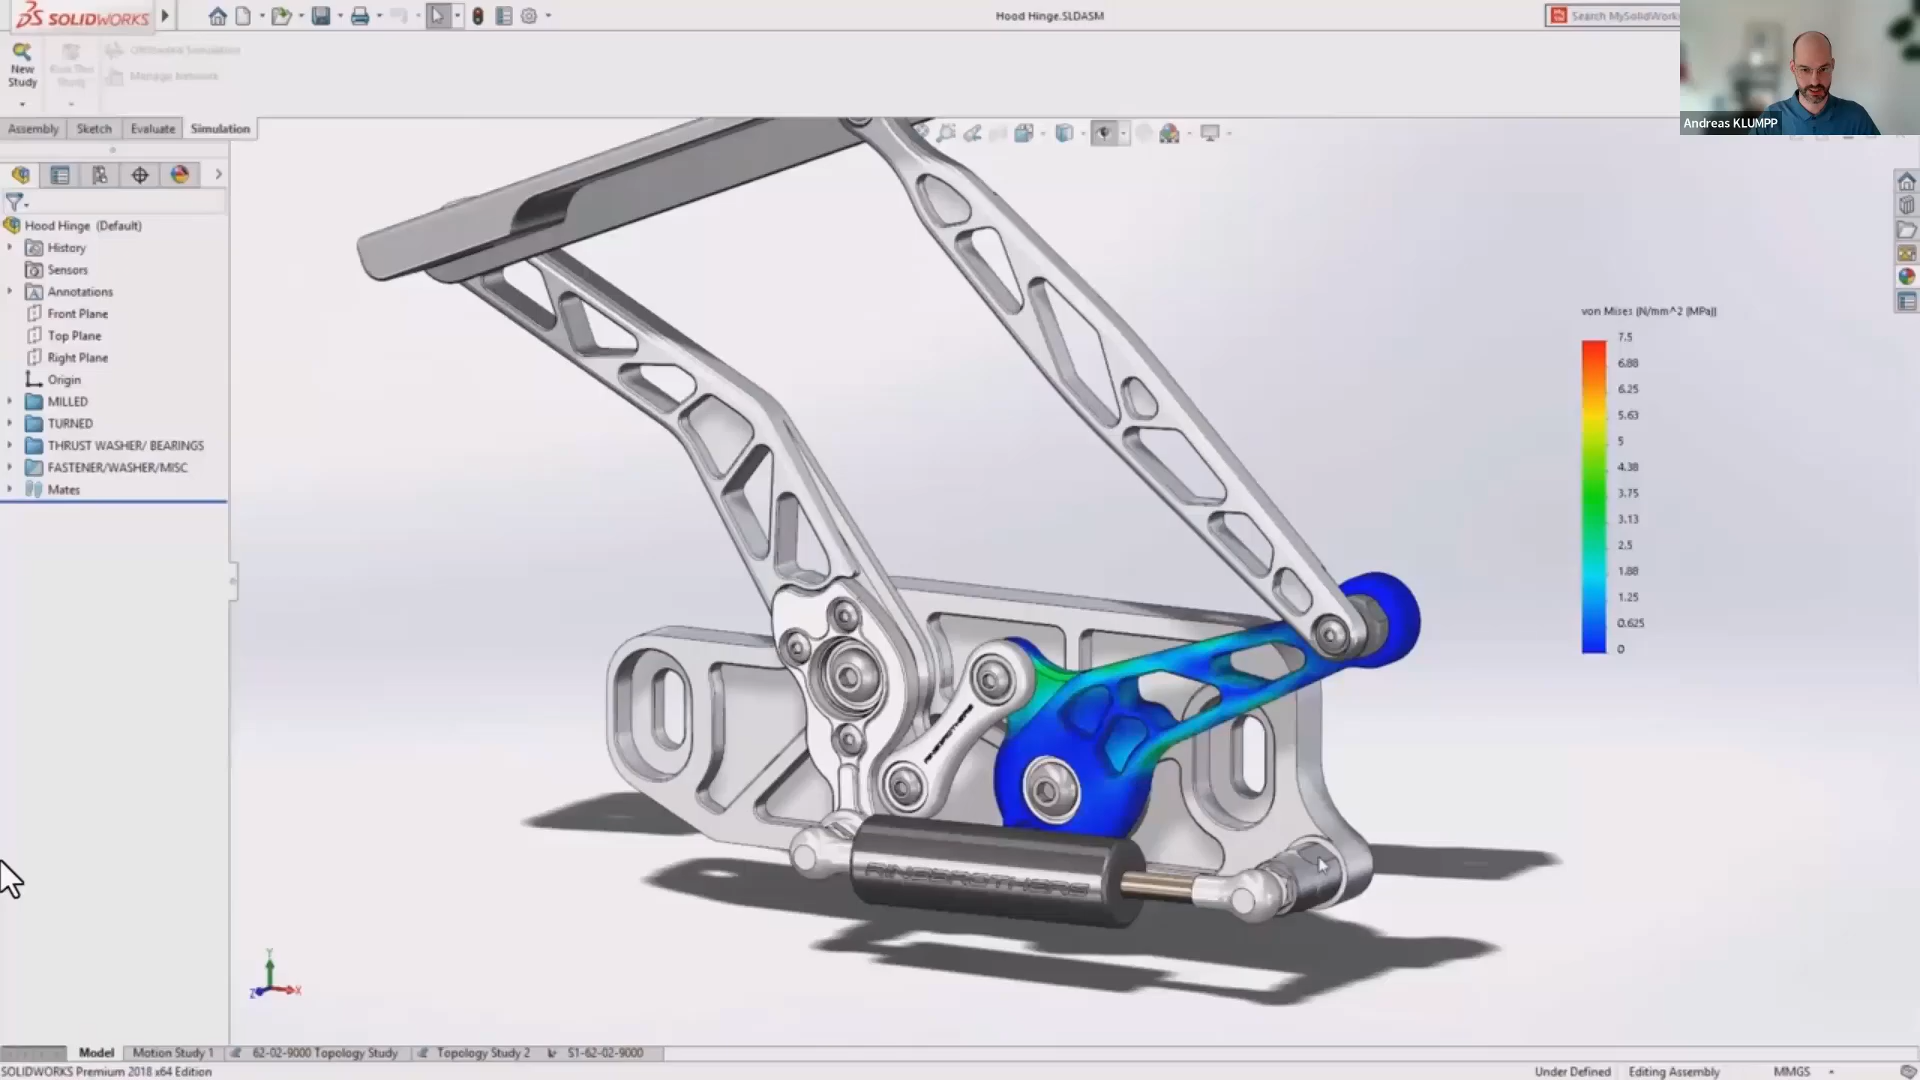 SOLIDWORKS
Hood Hinge.SLDASM
Search MySolidWorks
New
Study
Run This
Study
Offloaded Simulation
Manage Network
Andreas KLUMPP
Assembly
Sketch
Evaluate
Simulation
Hood Hinge (Default)
History
Sensors
Annotations
Front Plane
Top Plane
Right Plane
Origin
MILLED
TURNED
THRUST WASHER/ BEARINGS
FASTENER/WASHER/MISC
Mates
von Mises (N/mm^2 (MPa))
7.5
6.88
6.25
5.63
5
4.38
3.75
3.13
2.5
1.88
1.25
0.625
0
RINGBROTHERS
RINGBROTHERS
Y
Z
X
Model
Motion Study 1
62-02-9000 Topology Study
Topology Study 2
S1-62-02-9000
SOLIDWORKS Premium 2018 x64 Edition
Under Defined
Editing Assembly
MMGS